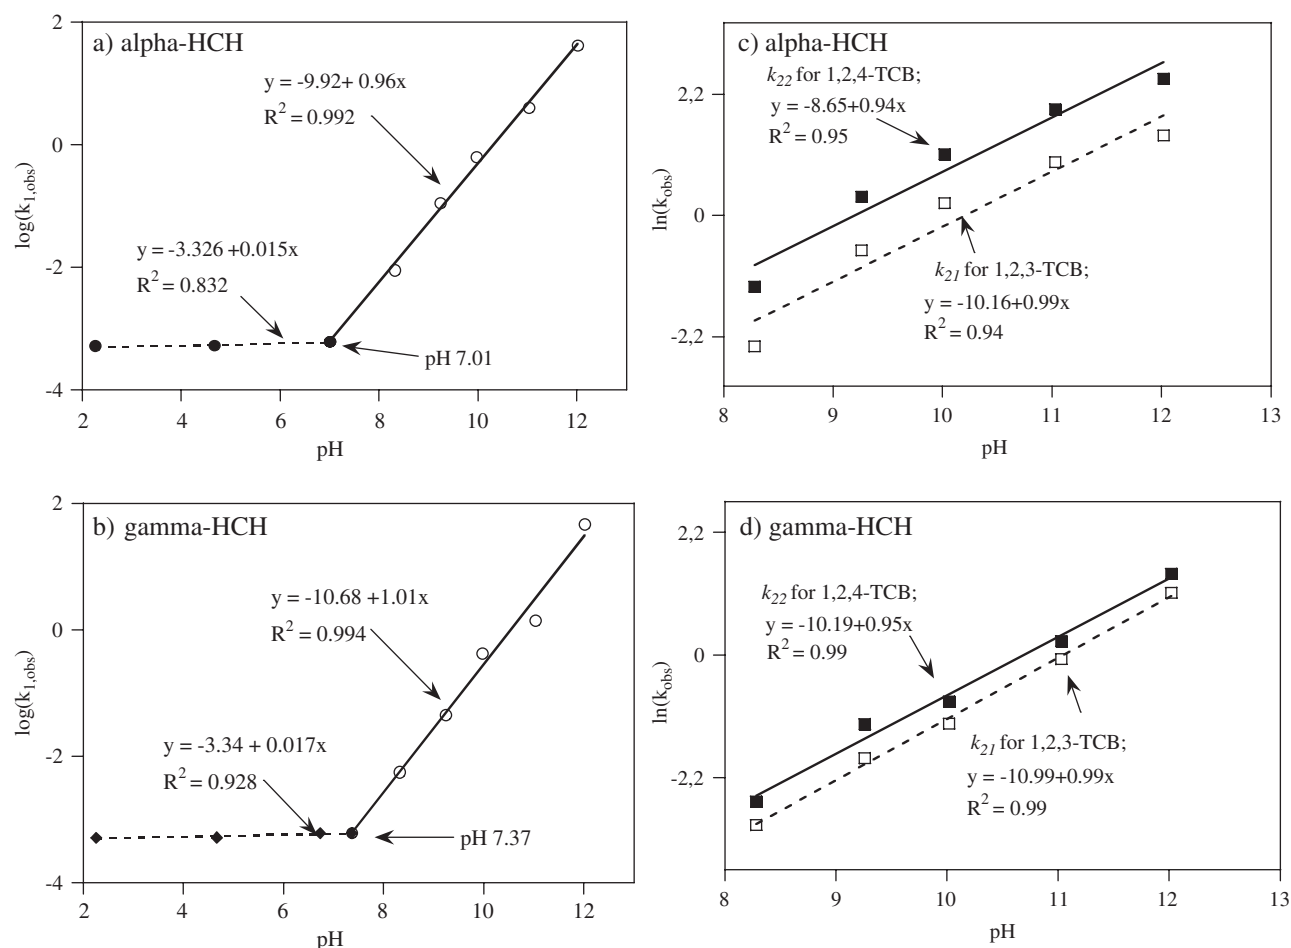 a) alpha-HCH
y = -9.92+ 0.96x
R2 = 0.992
y = -3.326 +0.015x
R2 = 0.832
pH 7.01
log(k1,obs)
2
0
-2
-4
2 4 6 8 10 12
pH
c) alpha-HCH
k22 for 1,2,4-TCB;
y = -8.65+0.94x
R2 = 0.95
k21 for 1,2,3-TCB;
y = -10.16+0.99x
R2 = 0.94
ln(kobs)
2,2
0
-2,2
8 9 10 11 12 13
pH
b) gamma-HCH
y = -10.68 +1.01x
R2 = 0.994
y = -3.34 + 0.017x
R2 = 0.928
pH 7.37
log(k1,obs)
2
0
-2
-4
2 4 6 8 10 12
pH
d) gamma-HCH
k22 for 1,2,4-TCB;
y = -10.19+0.95x
R2 = 0.99
k21 for 1,2,3-TCB;
y = -10.99+0.99x
R2 = 0.99
ln(kobs)
2,2
0
-2,2
8 9 10 11 12 13
pH